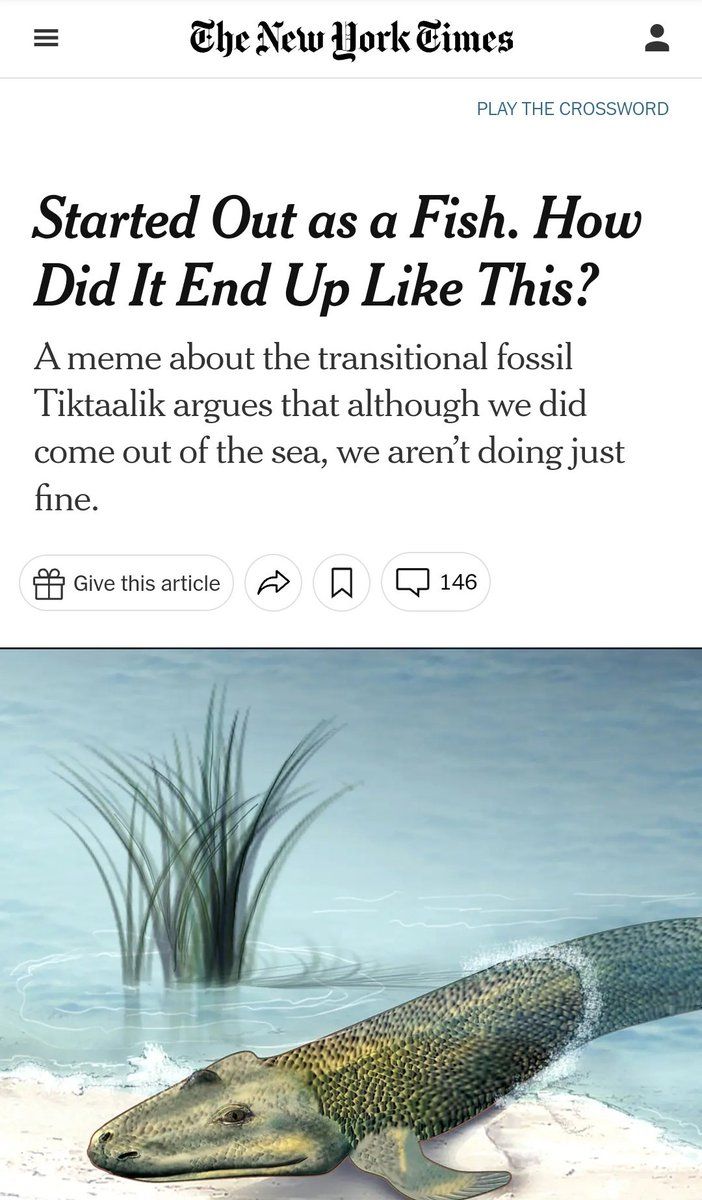 The New York Times
PLAY THE CROSSWORD
Started Out as a Fish. How
Did It End Up Like This?
A meme about the transitional fossil
Tiktaalik argues that although we did
come out of the sea, we aren’t doing just
fine.
Give this article
146